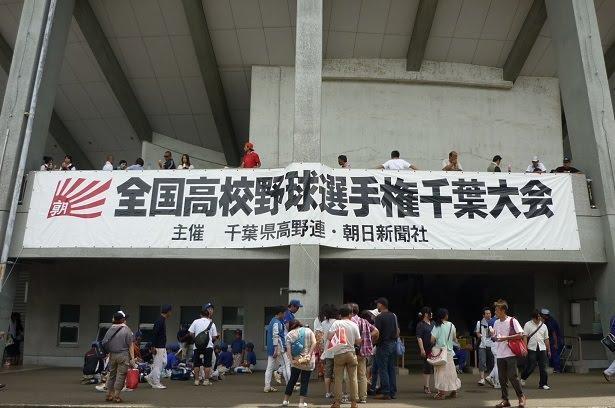 朝
全国高校野球選手権千葉大会
主催 千葉県高野連・朝日新聞社